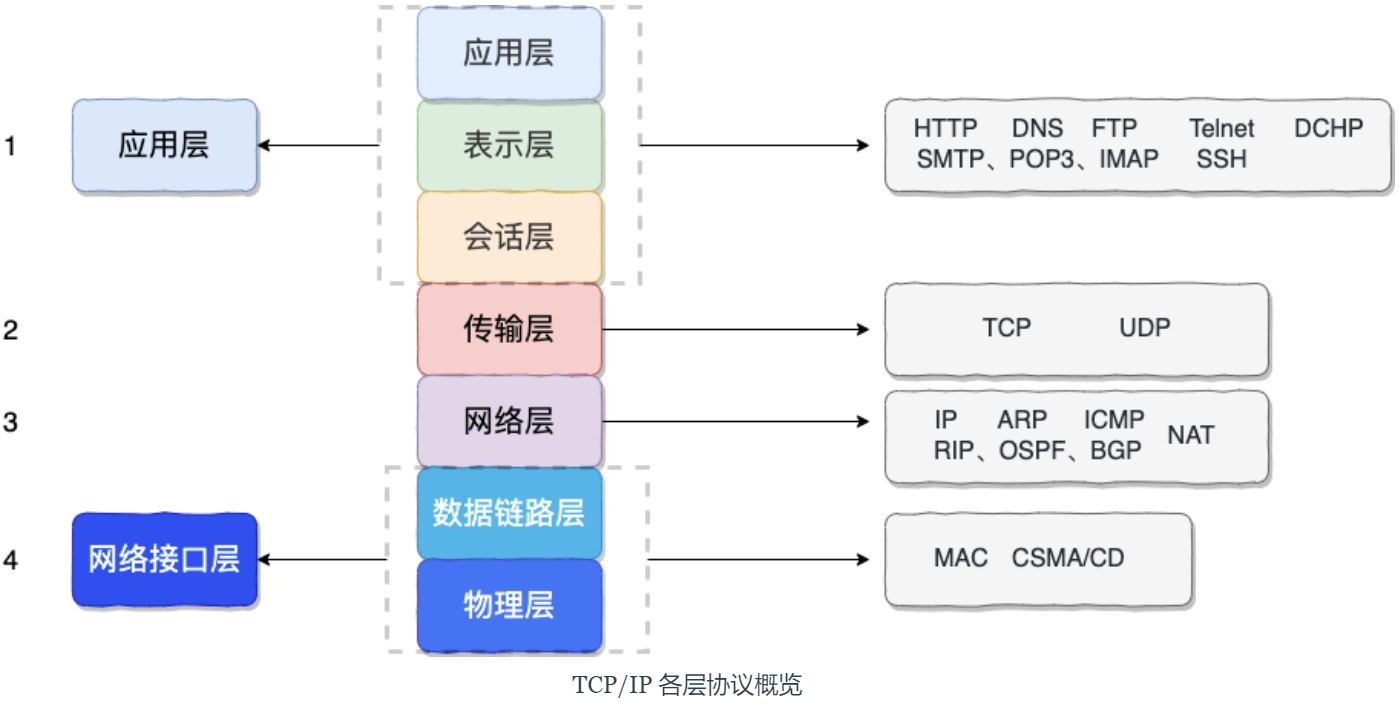 应用层
1
应用层
表示层
HTTP DNS FTP Telnet DCHP
SMTP、POP3、IMAP SSH
会话层
2
传输层
TCP UDP
3
网络层
IP ARP ICMP NAT
RIP、OSPF、BGP
数据链路层
4
网络接口层
MAC CSMA/CD
物理层
TCP/IP 各层协议概览